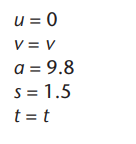 u = 0
v = v
a = 9.8
s = 1.5
t = t